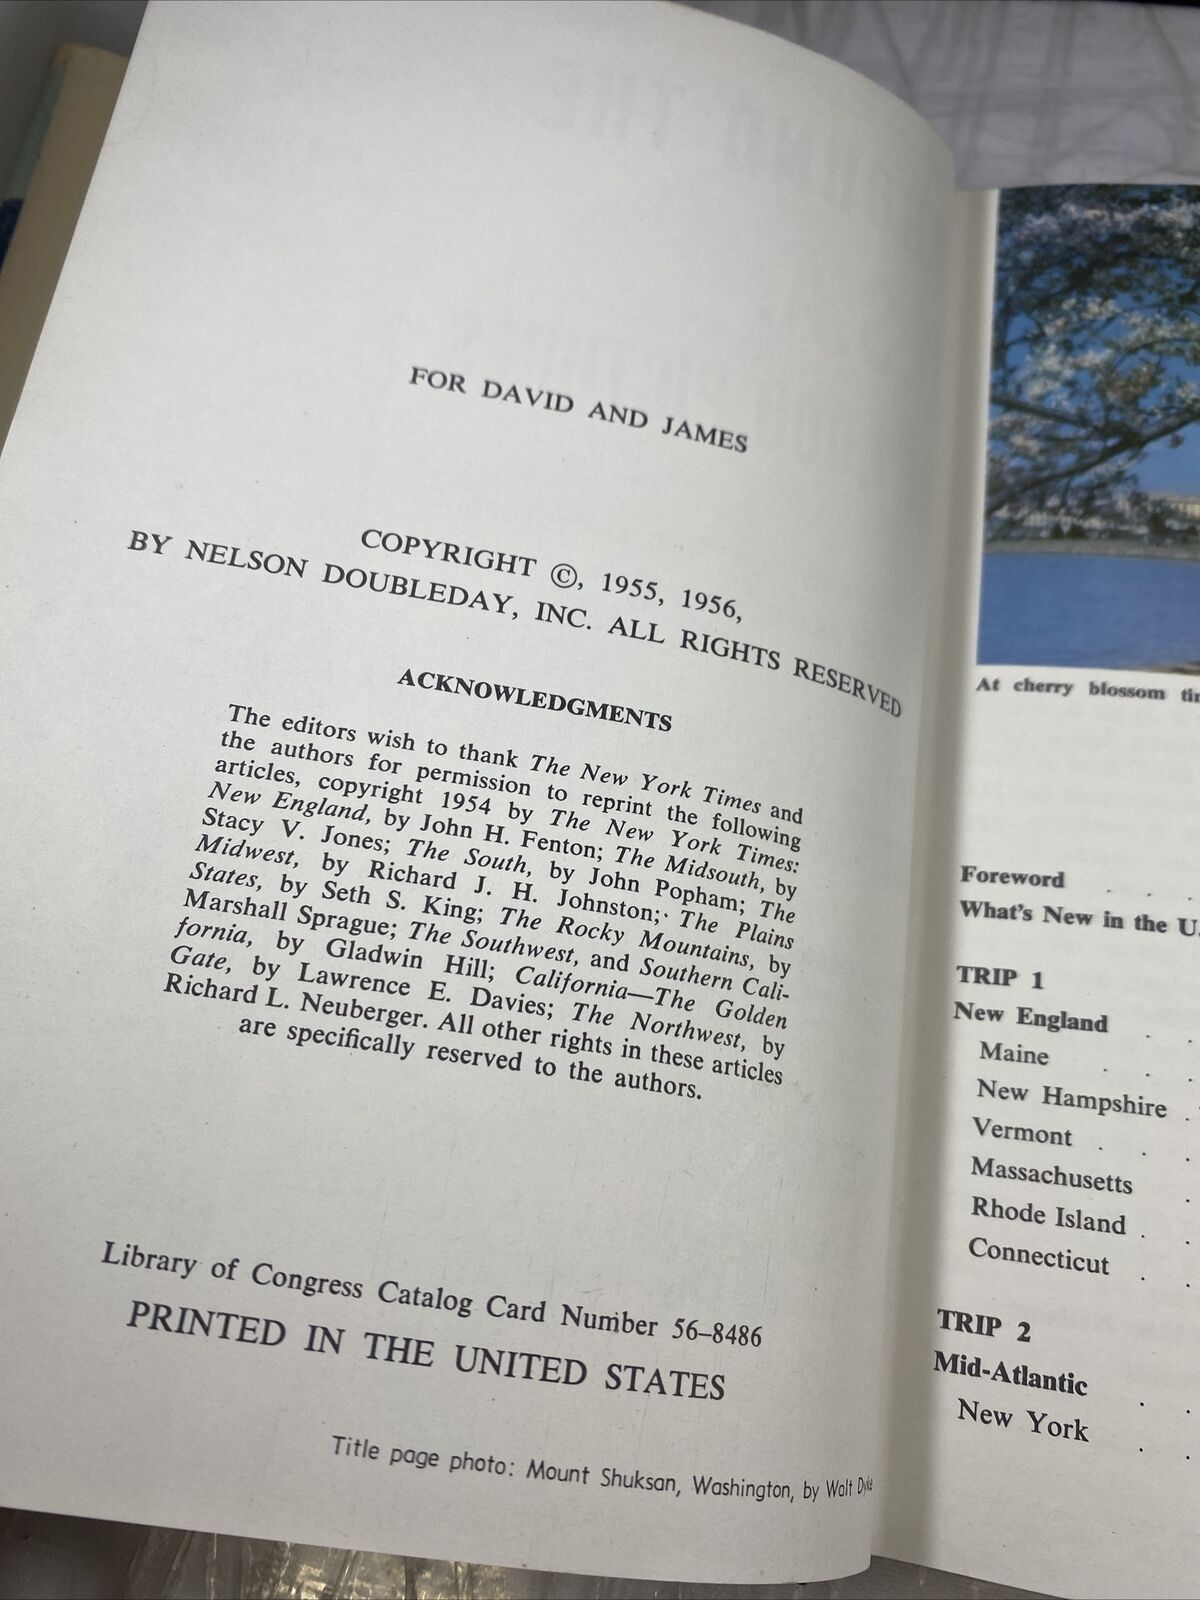 FOR DAVID AND JAMES
COPYRIGHT ©, 1955, 1956,
BY NELSON DOUBLEDAY, INC. ALL RIGHTS RESERVED
ACKNOWLEDGMENTS
The editors wish to thank The New York Times and
the authors for permission to reprint the following
articles, copyright 1954 by The New York Times:
New England, by John H. Fenton; The Midsouth, by
Stacy V. Jones; The South, by John Popham; The
Midwest, by Richard J. H. Johnston; The Plains
States, by Seth S. King; The Rocky Mountains, by
Marshall Sprague; The Southwest, and Southern Cali-
fornia, by Gladwin Hill; California—The Golden
Gate, by Lawrence E. Davies; The Northwest, by
Richard L. Neuberger. All other rights in these articles
are specifically reserved to the authors.
Library of Congress Catalog Card Number 56-8486
PRINTED IN THE UNITED STATES
Title page photo: Mount Shuksan, Washington, by Walt
At cherry blossom
Foreword . .
What's New in the U.
TRIP 1
New England . .
Maine . . .
New Hampshire .
Vermont . . .
Massachusetts .
Rhode Island . .
Connecticut . .
TRIP 2
Mid-Atlantic . .
New York . .